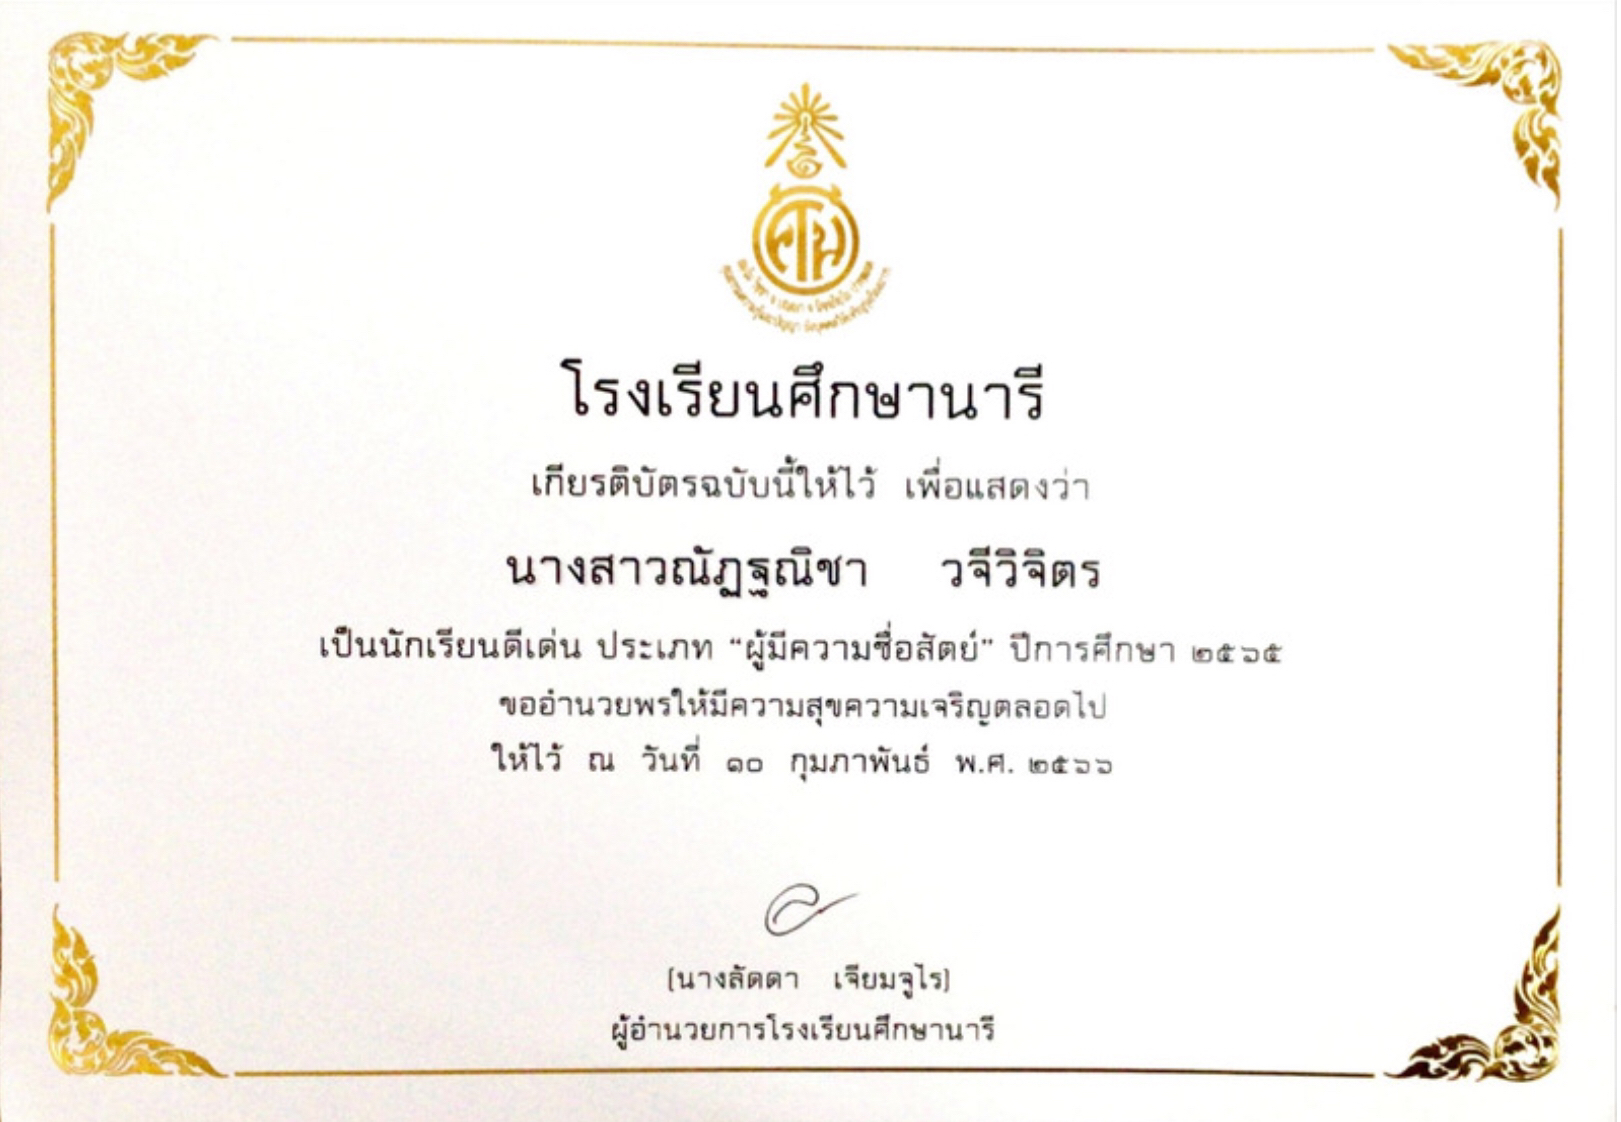 ศน
โรงเรียนศึกษานารี
เกียรติบัตรฉบับนี้ให้ไว้ เพื่อแสดงว่า
นางสาวณัฏฐณิชา วจีวิจิตร
เป็นนักเรียนดีเด่น ประเภท “ผู้มีความซื่อสัตย์” ปีการศึกษา ๒๕๖๕
ขออำนวยพรให้มีความสุขความเจริญตลอดไป
ให้ไว้ ณ วันที่ ๑๐ กุมภาพันธ์ พ.ศ. ๒๕๖๖
(นางลัดดา เจียมจูไร)
ผู้อำนวยการโรงเรียนศึกษานารี